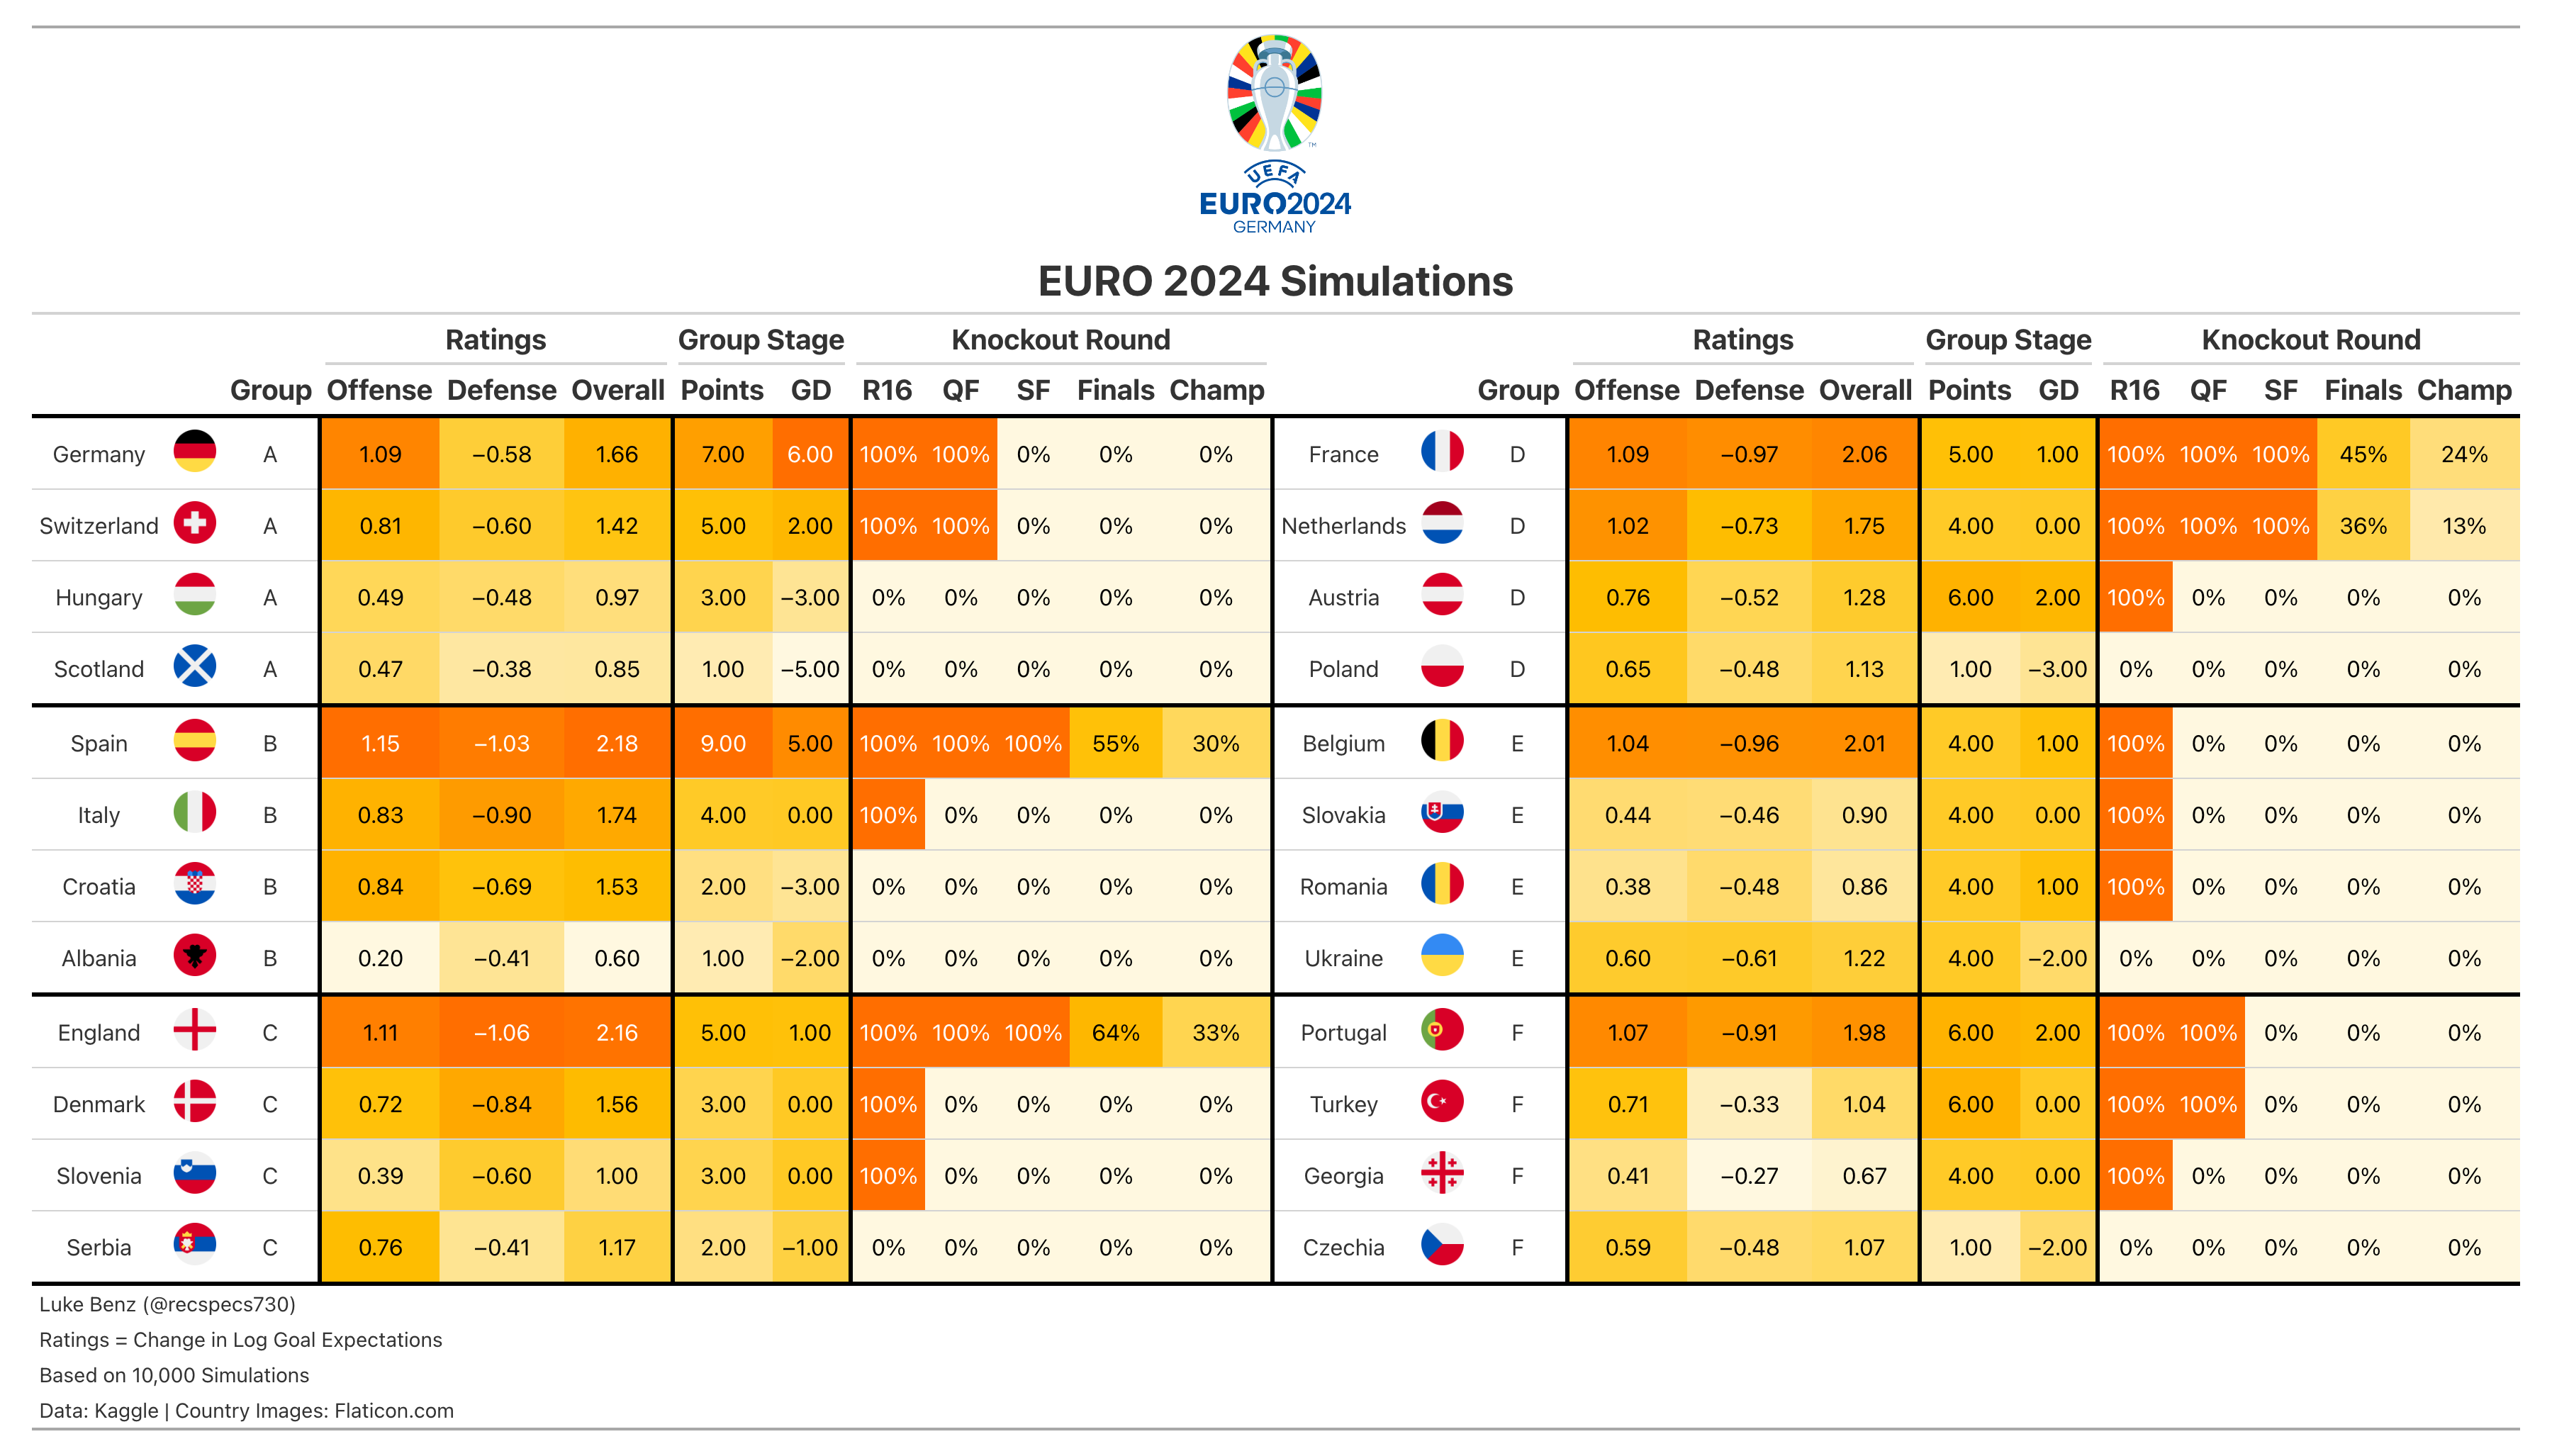 UEFA
EURO2024
GERMANY
TM
EURO 2024 Simulations
Ratings Group Stage Knockout Round Ratings Group Stage Knockout Round
Group Offense Defense Overall Points GD R16 QF SF Finals Champ Group Offense Defense Overall Points GD R16 QF SF Finals Champ
Germany A 1.09 −0.58 1.66 7.00 6.00 100% 100% 0% 0% 0% France D 1.09 −0.97 2.06 5.00 1.00 100% 100% 100% 45% 24%
Switzerland A 0.81 −0.60 1.42 5.00 2.00 100% 100% 0% 0% 0% Netherlands D 1.02 −0.73 1.75 4.00 0.00 100% 100% 100% 36% 13%
Hungary A 0.49 −0.48 0.97 3.00 −3.00 0% 0% 0% 0% 0% Austria D 0.76 −0.52 1.28 6.00 2.00 100% 0% 0% 0% 0%
Scotland A 0.47 −0.38 0.85 1.00 −5.00 0% 0% 0% 0% 0% Poland D 0.65 −0.48 1.13 1.00 −3.00 0% 0% 0% 0% 0%
Spain B 1.15 −1.03 2.18 9.00 5.00 100% 100% 100% 55% 30% Belgium E 1.04 −0.96 2.01 4.00 1.00 100% 0% 0% 0% 0%
Italy B 0.83 −0.90 1.74 4.00 0.00 100% 0% 0% 0% 0% Slovakia E 0.44 −0.46 0.90 4.00 0.00 100% 0% 0% 0% 0%
Croatia B 0.84 −0.69 1.53 2.00 −3.00 0% 0% 0% 0% 0% Romania E 0.38 −0.48 0.86 4.00 1.00 100% 0% 0% 0% 0%
Albania B 0.20 −0.41 0.60 1.00 −2.00 0% 0% 0% 0% 0% Ukraine E 0.60 −0.61 1.22 4.00 −2.00 0% 0% 0% 0% 0%
England C 1.11 −1.06 2.16 5.00 1.00 100% 100% 100% 64% 33% Portugal F 1.07 −0.91 1.98 6.00 2.00 100% 100% 0% 0% 0%
Denmark C 0.72 −0.84 1.56 3.00 0.00 100% 0% 0% 0% 0% Turkey F 0.71 −0.33 1.04 6.00 0.00 100% 100% 0% 0% 0%
Slovenia C 0.39 −0.60 1.00 3.00 0.00 100% 0% 0% 0% 0% Georgia F 0.41 −0.27 0.67 4.00 0.00 100% 0% 0% 0% 0%
Serbia C 0.76 −0.41 1.17 2.00 −1.00 0% 0% 0% 0% 0% Czechia F 0.59 −0.48 1.07 1.00 −2.00 0% 0% 0% 0% 0%
Luke Benz (@recspecs730)
Ratings = Change in Log Goal Expectations
Based on 10,000 Simulations
Data: Kaggle | Country Images: Flaticon.com